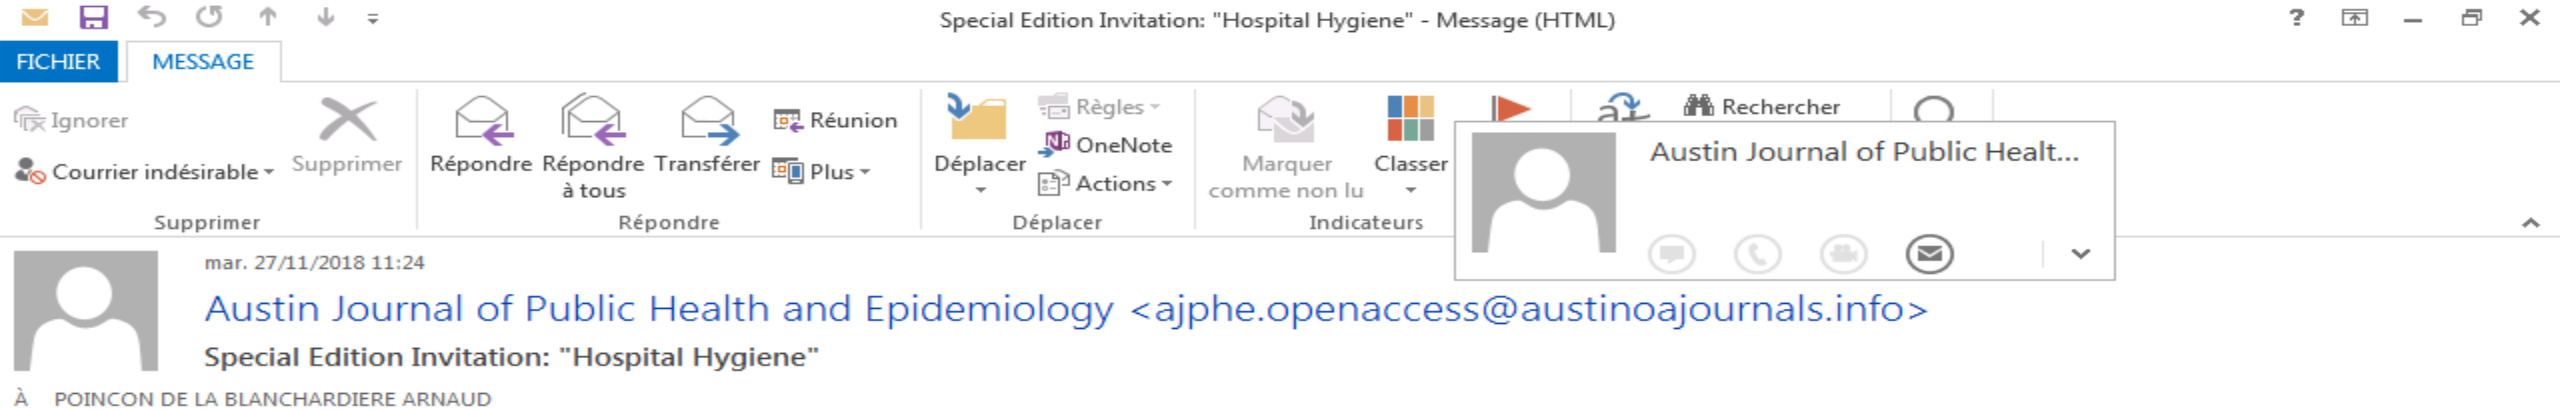 Special Edition Invitation: "Hospital Hygiene" - Message (HTML)
FICHIER MESSAGE
Ignorer
Courrier indésirable
Supprimer
Supprimer
Répondre
Répondre à tous
Transférer
Réunion
Plus
Répondre
Déplacer
Règles
OneNote
Actions
Déplacer
Marquer comme non lu
Classer
Indicateurs
Rechercher
Austin Journal of Public Healt...
mar. 27/11/2018 11:24
Austin Journal of Public Health and Epidemiology <ajphe.openaccess@austinoajournals.info>
Special Edition Invitation: "Hospital Hygiene"
À POINCON DE LA BLANCHARDIERE ARNAUD